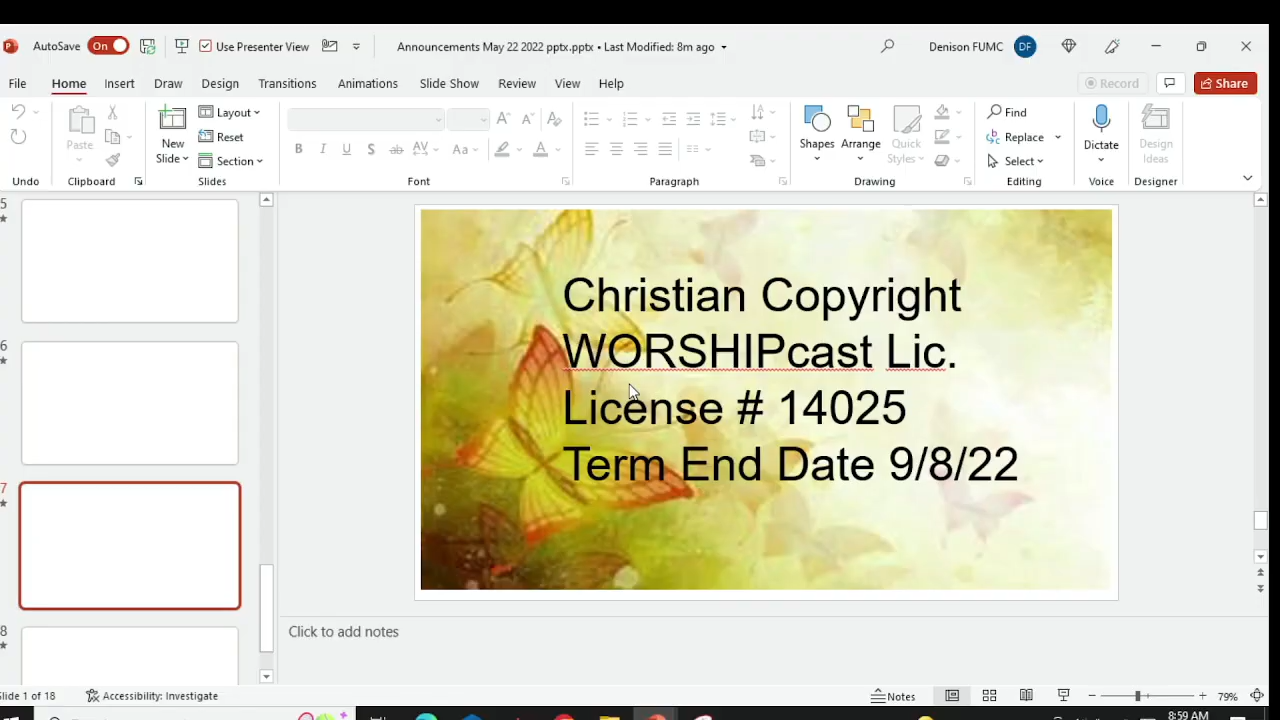 AutoSave On Use Presenter View Announcements May 22 2022 pptx.pptx • Last Modified: 8m ago Denison FUMC DF
File Home Insert Draw Design Transitions Animations Slide Show Review View Help Record Share
Paste
New Slide
Layout
Reset
Section
Shapes
Arrange
Quick Styles
Find
Replace
Select
Dictate
Design Ideas
Undo Clipboard Slides Font Paragraph Drawing Editing Voice Designer
5
6
7
8
Christian Copyright
WORSHIPcast Lic.
License # 14025
Term End Date 9/8/22
Click to add notes
Slide 1 of 18 Accessibility: Investigate Notes 79%
8:59 AM